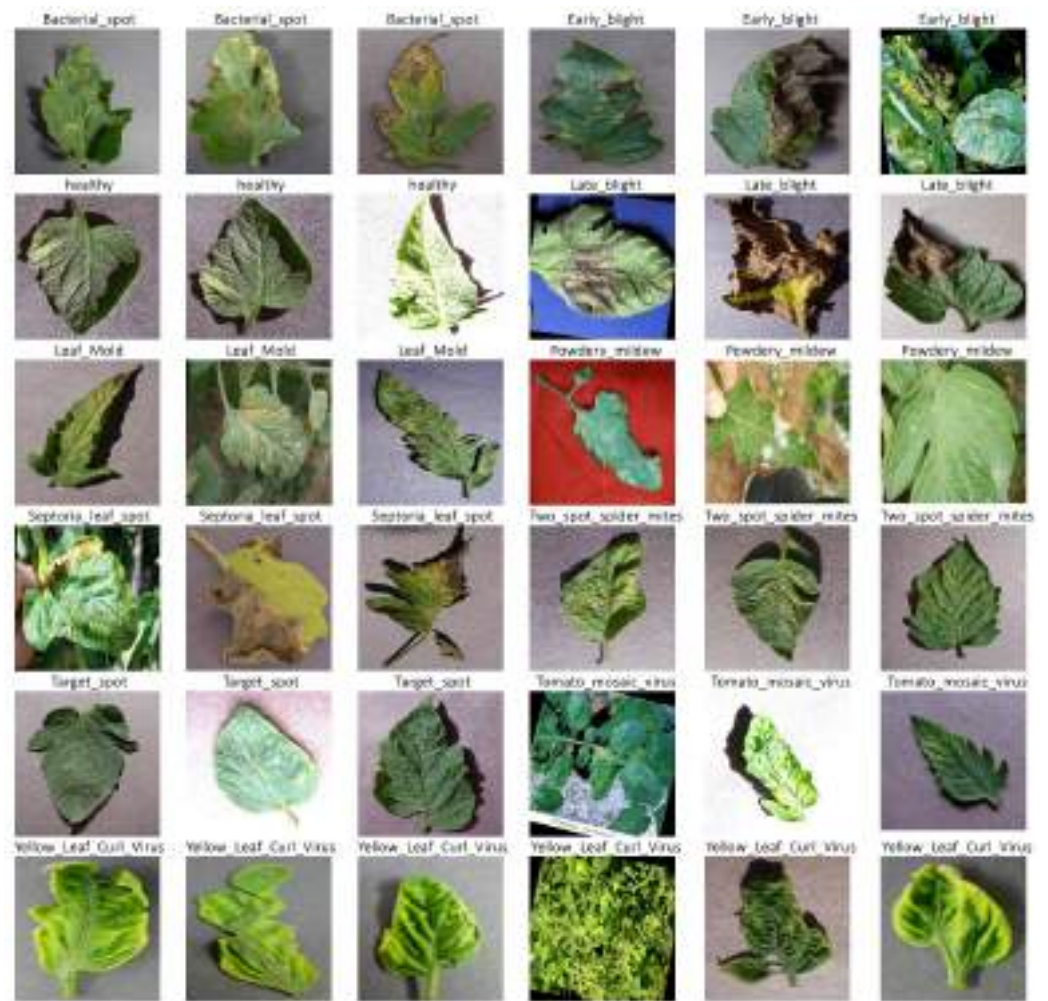 Bacterial_spot Bacterial_spot Bacterial_spot Early_blight Early_blight Early_blight
healthy healthy healthy Late_blight Late_blight Late_blight
Leaf_Mold Leaf_Mold Leaf_Mold Powdery_mildew Powdery_mildew Powdery_mildew
Septoria_leaf_spot Septoria_leaf_spot Septoria_leaf_spot Two_spot_spider_mites Two_spot_spider_mites Two_spot_spider_mites
Target_spot Target_spot Target_spot Tomato_mosaic_virus Tomato_mosaic_virus Tomato_mosaic_virus
Yellow_Leaf_Curl_Virus Yellow_Leaf_Curl_Virus Yellow_Leaf_Curl_Virus Yellow_Leaf_Curl_Virus Yellow_Leaf_Curl_Virus Yellow_Leaf_Curl_Virus